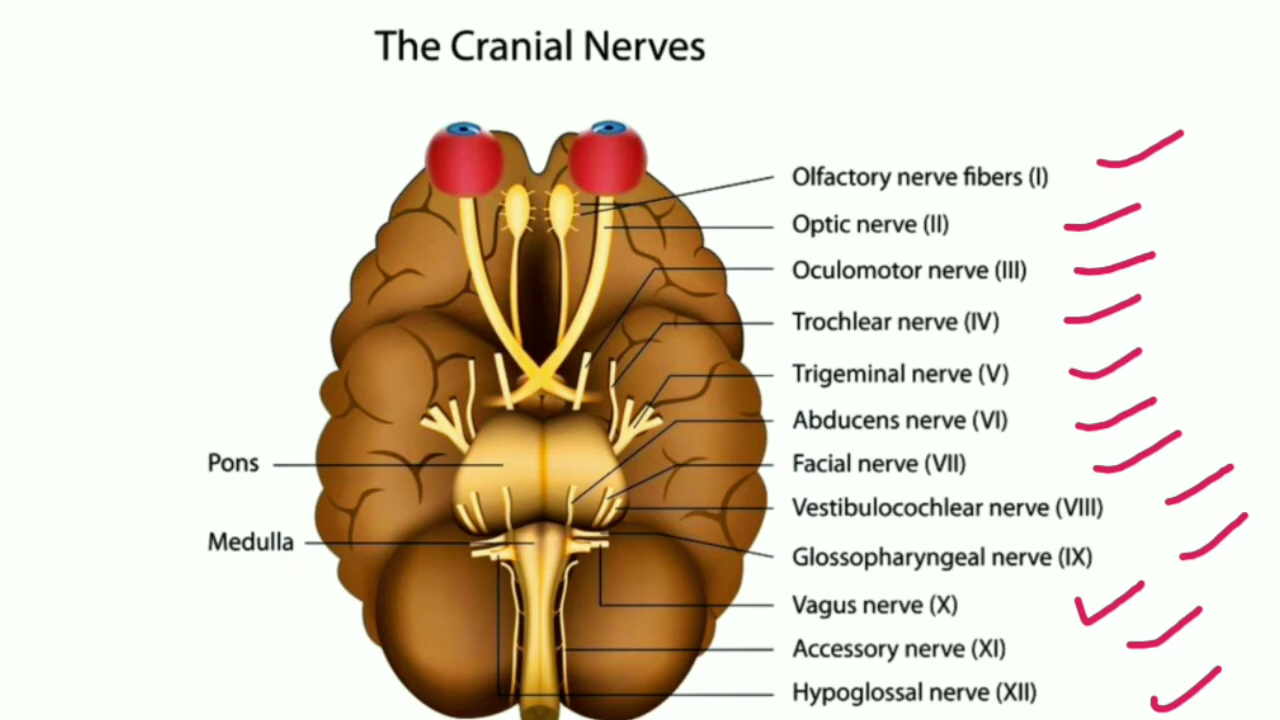 The Cranial Nerves
Olfactory nerve fibers (I)
Optic nerve (II)
Oculomotor nerve (III)
Trochlear nerve (IV)
Trigeminal nerve (V)
Abducens nerve (VI)
Pons
Facial nerve (VII)
Vestibulocochlear nerve (VIII)
Medulla
Glossopharyngeal nerve (IX)
Vagus nerve (X)
Accessory nerve (XI)
Hypoglossal nerve (XII)